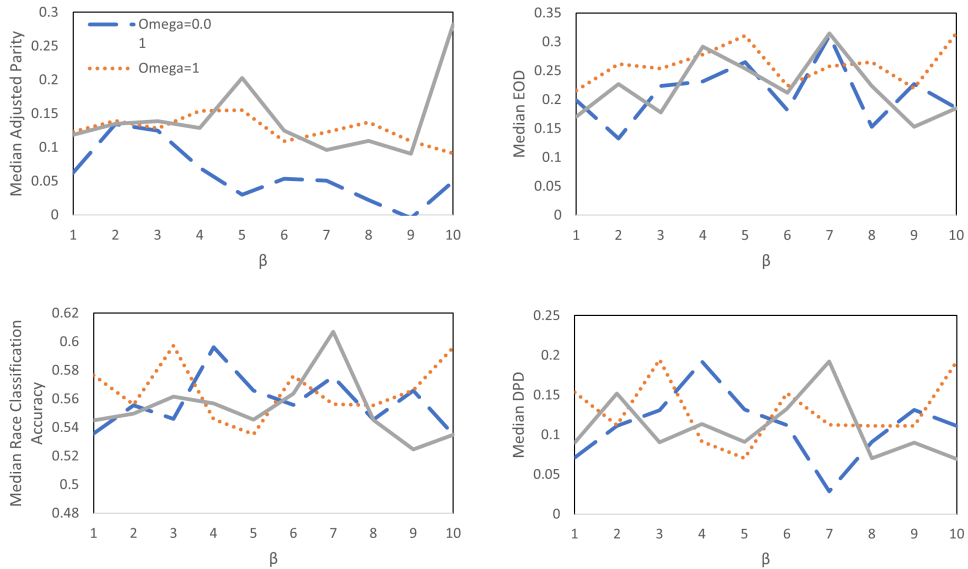 0.3
0.25
0.2
0.15
0.1
0.05
0
Median Adjusted Parity
Omega=0.0
1
Omega=1
1 2 3 4 5 6 7 8 9 10
β
0.35
0.3
0.25
0.2
0.15
0.1
0.05
0
Median EOD
1 2 3 4 5 6 7 8 9 10
β
0.62
0.6
0.58
0.56
0.54
0.52
0.5
0.48
Median Race Classification
Accuracy
1 2 3 4 5 6 7 8 9 10
β
0.25
0.2
0.15
0.1
0.05
0
Median DPD
1 2 3 4 5 6 7 8 9 10
β